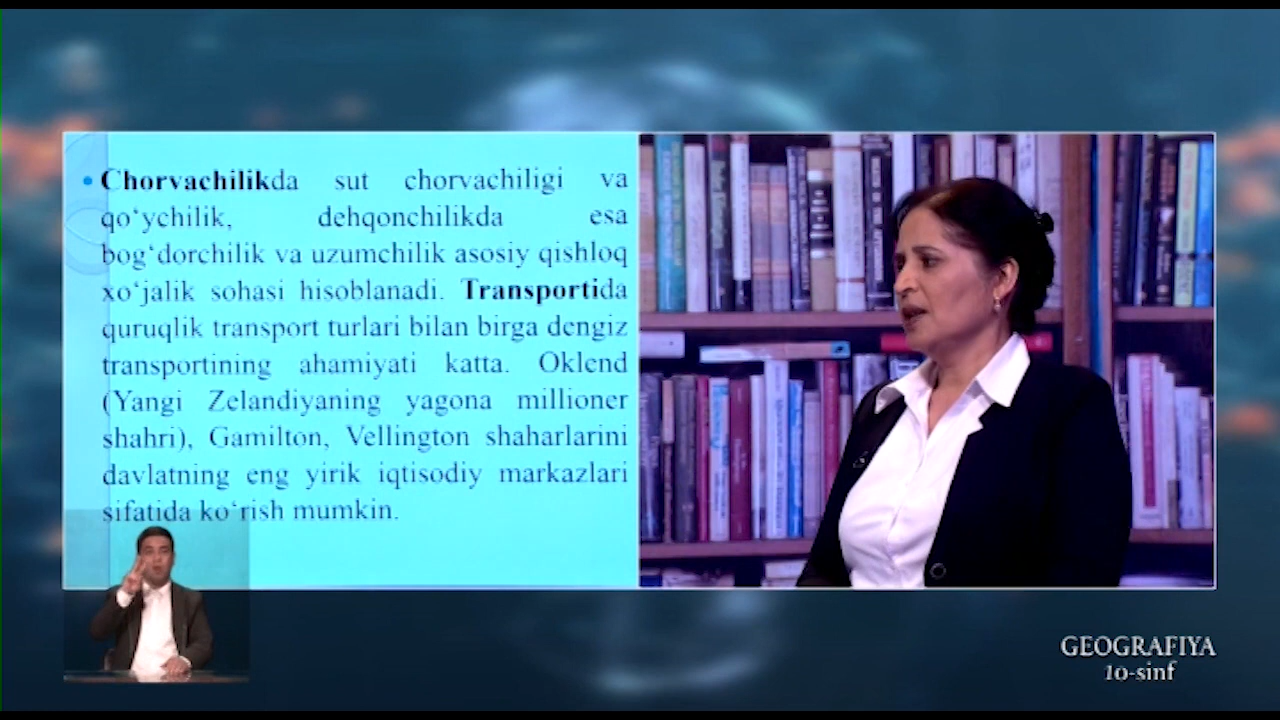 • Chorvachilikda sut chorvachiligi va
qo‘ychilik, dehqonchilikda esa
bog‘dorchilik va uzumchilik asosiy qishloq
xo‘jalik sohasi hisoblanadi. Transportida
quruqlik transport turlari bilan birga dengiz
transportining ahamiyati katta. Oklend
(Yangi Zelandiyaning yagona millioner
shahri), Gamilton, Vellington shaharlarini
davlatning eng yirik iqtisodiy markazlari
sifatida ko‘rish mumkin.
GEOGRAFIYA
10-sinf